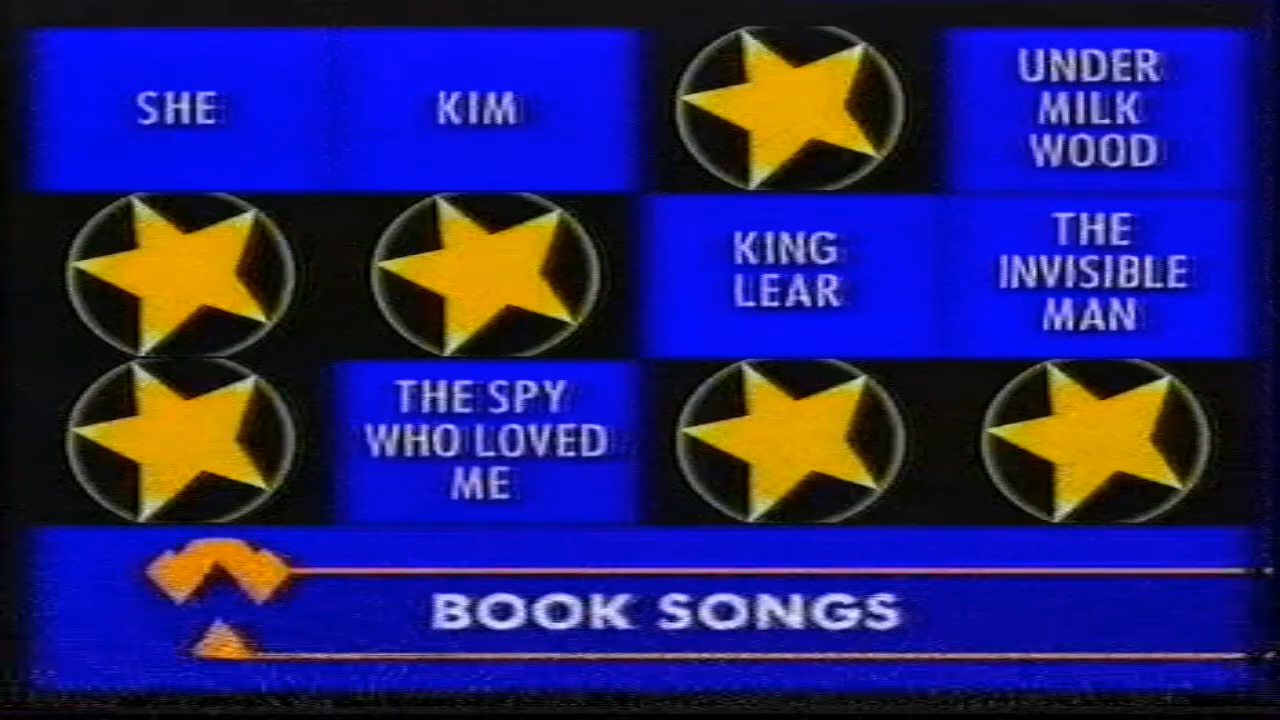 SHE
KIM
UNDER
MILK
WOOD
KING
LEAR
THE
INVISIBLE
MAN
THE SPY
WHO LOVED
ME
BOOK SONGS